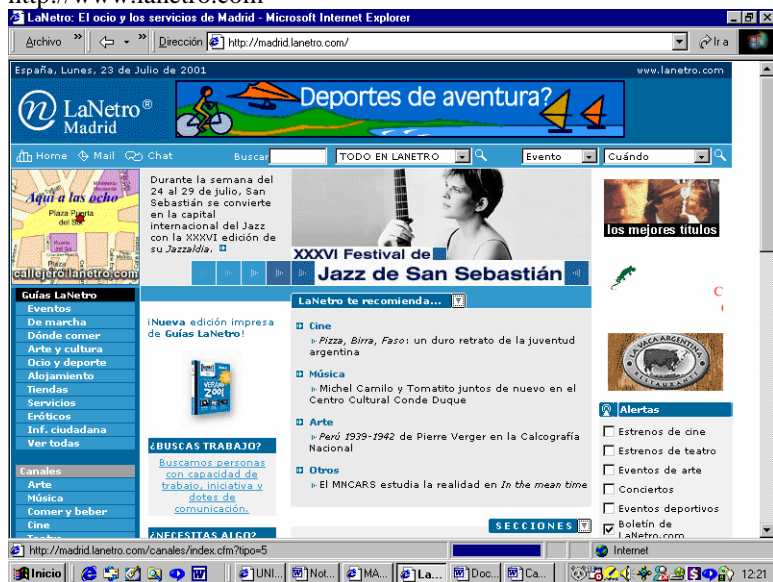 http://www.lanetro.com
LaNetro: El ocio y los servicios de Madrid - Microsoft Internet Explorer
Archivo » » Dirección http://madrid.lanetro.com/ Ir a
España, Lunes, 23 de Julio de 2001 www.lanetro.com
n LaNetro®
Madrid
Deportes de aventura?
Home Mail Chat Buscar TODO EN LANETRO Evento Cuándo
Aquí a las ocho
Plaza Puerta
del Sol
Plaza
callejero.lanetro.com
Durante la semana del
24 al 29 de julio, San
Sebastián se convierte
en la capital
internacional del Jazz
con la XXXVI edición de
su Jazzaldia.
XXXVI Festival de
Jazz de San Sebastián
los mejores títulos
Guías LaNetro
Eventos
De marcha
Dónde comer
Arte y cultura
Ocio y deporte
Alojamiento
Tiendas
Servicios
Eróticos
Inf. ciudadana
Ver todas
Canales
Arte
Música
Comer y beber
Cine
¡Nueva edición impresa
de Guías LaNetro!
VERANO
2001
¿BUSCAS TRABAJO?
Buscamos personas
con capacidad de
trabajo, iniciativa y
dotes de
comunicación.
¿NECESITAS ALGO?
LaNetro te recomienda...
Cine
Pizza, Birra, Faso: un duro retrato de la juventud
argentina
Música
Michel Camilo y Tomatito juntos de nuevo en el
Centro Cultural Conde Duque
Arte
Perú 1939-1942 de Pierre Verger en la Calcografía
Nacional
Otros
El MNCARS estudia la realidad en In the mean time
SECCIONES
C
LA VACA ARGENTINA
RESTAURANTE
Alertas
Estrenos de cine
Estrenos de teatro
Eventos de arte
Conciertos
Eventos deportivos
Boletín de
LaNetro.com
http://madrid.lanetro.com/canales/index.cfm?tipo=5 Internet
Inicio UNI... Not... MA... La... Doc... Ca... 12:21